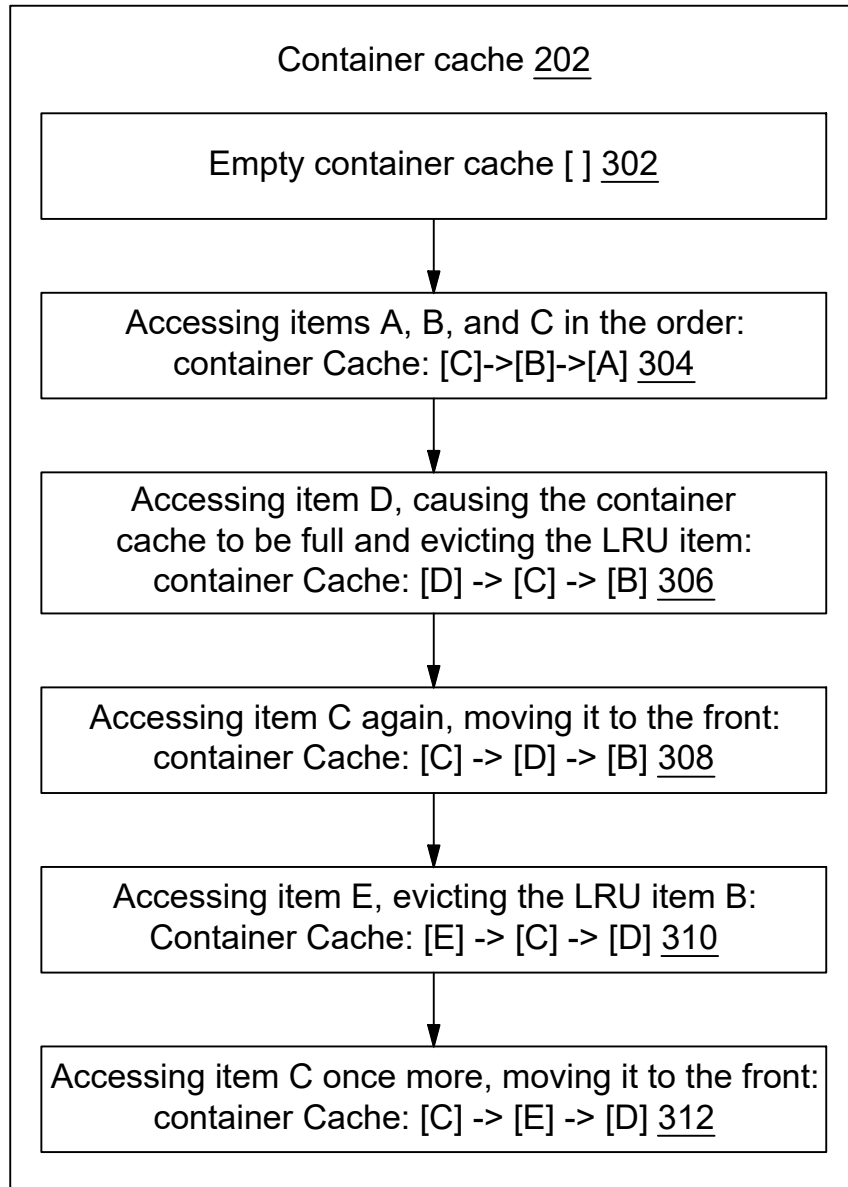 Container cache 202
Empty container cache [ ] 302
Accessing items A, B, and C in the order:
container Cache: [C]->[B]->[A] 304
Accessing item D, causing the container
cache to be full and evicting the LRU item:
container Cache: [D] -> [C] -> [B] 306
Accessing item C again, moving it to the front:
container Cache: [C] -> [D] -> [B] 308
Accessing item E, evicting the LRU item B:
Container Cache: [E] -> [C] -> [D] 310
Accessing item C once more, moving it to the front:
container Cache: [C] -> [E] -> [D] 312